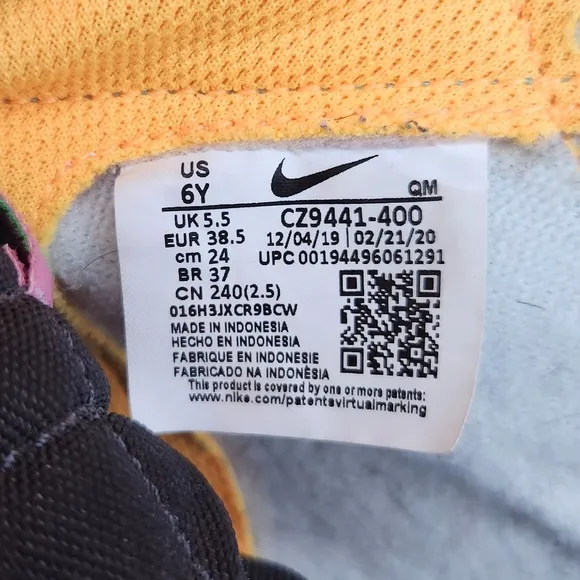 US
6Y
QM
UK 5.5
CZ9441-400
EUR 38.5
12/04/19 | 02/21/20
cm 24
UPC 00194496061291
BR 37
CN 240(2.5)
016H3JXCR9BCW
MADE IN INDONESIA
HECHO EN INDONESIA
FABRIQUE EN INDONESIE
FABRICADO NA INDONÉSIA
This product is covered by one or more patents:
www.nike.com/patentsvirtualmarking